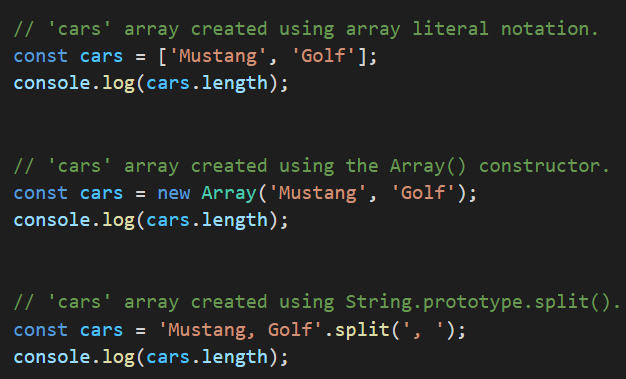 // 'cars' array created using array literal notation.
const cars = ['Mustang', 'Golf'];
console.log(cars.length);
// 'cars' array created using the Array() constructor.
const cars = new Array('Mustang', 'Golf');
console.log(cars.length);
// 'cars' array created using String.prototype.split().
const cars = 'Mustang, Golf'.split(', ');
console.log(cars.length);